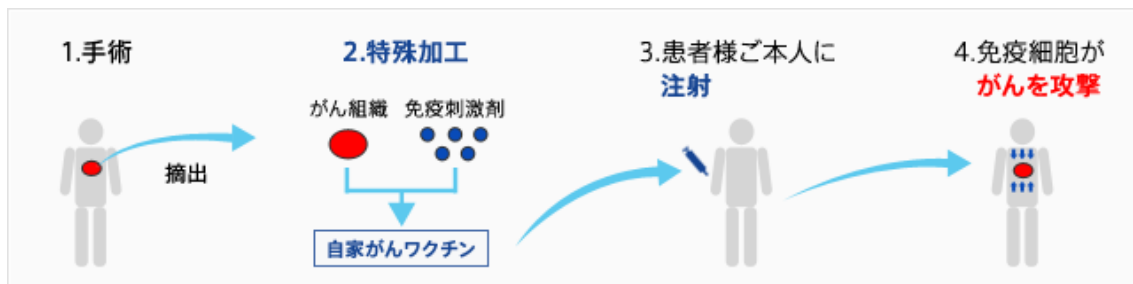 1.手術
摘出
2.特殊加工
がん組織 免疫刺激剤
自家がんワクチン
3.患者様ご本人に
注射
4.免疫細胞が
がんを攻撃